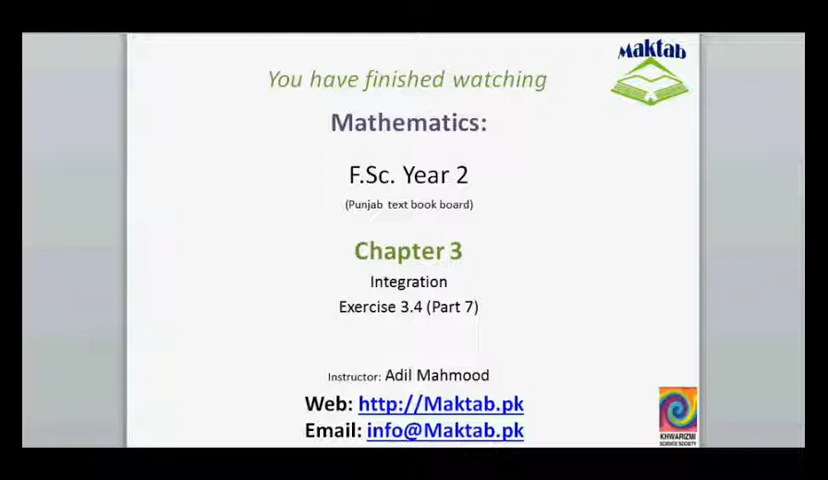 Maktab
You have finished watching
Mathematics:
F.Sc. Year 2
(Punjab text book board)
Chapter 3
Integration
Exercise 3.4 (Part 7)
Instructor: Adil Mahmood
Web: http://Maktab.pk
Email: info@Maktab.pk
KHWARIZMI
SCIENCE SOCIETY